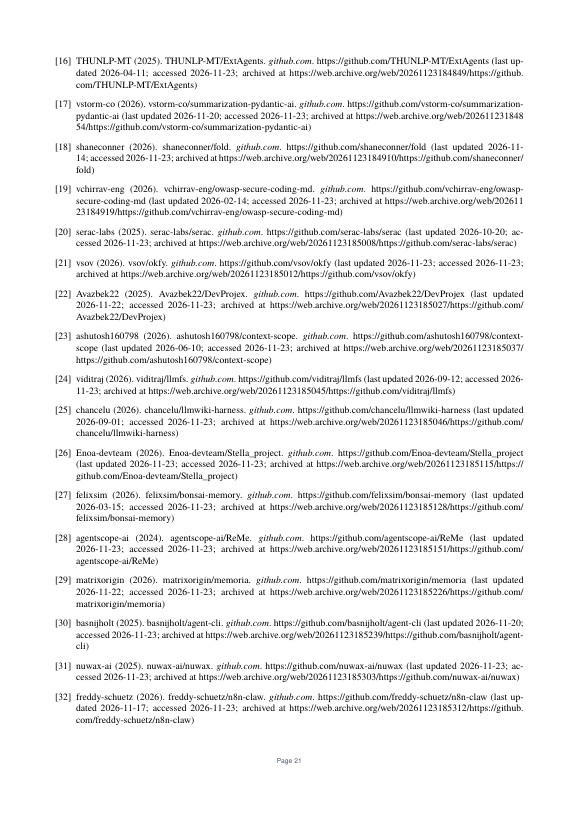 [16] THUNLP-MT (2025). THUNLP-MT/ExtAgents. github.com. https://github.com/THUNLP-MT/ExtAgents (last up-
dated 2026-04-11; accessed 2026-11-23; archived at https://web.archive.org/web/20261123184849/https://github.
com/THUNLP-MT/ExtAgents)
[17] vstorm-co (2026). vstorm-co/summarization-pydantic-ai. github.com. https://github.com/vstorm-co/summarization-
pydantic-ai (last updated 2026-11-20; accessed 2026-11-23; archived at https://web.archive.org/web/202611231848
54/https://github.com/vstorm-co/summarization-pydantic-ai)
[18] shaneconner (2026). shaneconner/fold. github.com. https://github.com/shaneconner/fold (last updated 2026-11-
14; accessed 2026-11-23; archived at https://web.archive.org/web/20261123184910/https://github.com/shaneconner/
fold)
[19] vchirrav-eng (2026). vchirrav-eng/owasp-secure-coding-md. github.com. https://github.com/vchirrav-eng/owasp-
secure-coding-md (last updated 2026-02-14; accessed 2026-11-23; archived at https://web.archive.org/web/202611
23184919/https://github.com/vchirrav-eng/owasp-secure-coding-md)
[20] serac-labs (2025). serac-labs/serac. github.com. https://github.com/serac-labs/serac (last updated 2026-10-20; ac-
cessed 2026-11-23; archived at https://web.archive.org/web/20261123185008/https://github.com/serac-labs/serac)
[21] vsov (2026). vsov/okfy. github.com. https://github.com/vsov/okfy (last updated 2026-11-23; accessed 2026-11-23;
archived at https://web.archive.org/web/20261123185012/https://github.com/vsov/okfy)
[22] Avazbek22 (2025). Avazbek22/DevProjex. github.com. https://github.com/Avazbek22/DevProjex (last updated
2026-11-22; accessed 2026-11-23; archived at https://web.archive.org/web/20261123185027/https://github.com/
Avazbek22/DevProjex)
[23] ashutosh160798 (2026). ashutosh160798/context-scope. github.com. https://github.com/ashutosh160798/context-
scope (last updated 2026-06-10; accessed 2026-11-23; archived at https://web.archive.org/web/20261123185037/
https://github.com/ashutosh160798/context-scope)
[24] viditraj (2026). viditraj/llmfs. github.com. https://github.com/viditraj/llmfs (last updated 2026-09-12; accessed 2026-
11-23; archived at https://web.archive.org/web/20261123185045/https://github.com/viditraj/llmfs)
[25] chancelu (2026). chancelu/llmwiki-harness. github.com. https://github.com/chancelu/llmwiki-harness (last updated
2026-09-01; accessed 2026-11-23; archived at https://web.archive.org/web/20261123185046/https://github.com/
chancelu/llmwiki-harness)
[26] Enoa-devteam (2026). Enoa-devteam/Stella_project. github.com. https://github.com/Enoa-devteam/Stella_project
(last updated 2026-11-23; accessed 2026-11-23; archived at https://web.archive.org/web/20261123185115/https://
github.com/Enoa-devteam/Stella_project)
[27] felixsim (2026). felixsim/bonsai-memory. github.com. https://github.com/felixsim/bonsai-memory (last updated
2026-03-15; accessed 2026-11-23; archived at https://web.archive.org/web/20261123185128/https://github.com/
felixsim/bonsai-memory)
[28] agentscope-ai (2024). agentscope-ai/ReMe. github.com. https://github.com/agentscope-ai/ReMe (last updated
2026-11-23; accessed 2026-11-23; archived at https://web.archive.org/web/20261123185151/https://github.com/
agentscope-ai/ReMe)
[29] matrixorigin (2026). matrixorigin/memoria. github.com. https://github.com/matrixorigin/memoria (last updated
2026-11-22; accessed 2026-11-23; archived at https://web.archive.org/web/20261123185226/https://github.com/
matrixorigin/memoria)
[30] basnijholt (2025). basnijholt/agent-cli. github.com. https://github.com/basnijholt/agent-cli (last updated 2026-11-20;
accessed 2026-11-23; archived at https://web.archive.org/web/20261123185239/https://github.com/basnijholt/agent-
cli)
[31] nuwax-ai (2025). nuwax-ai/nuwax. github.com. https://github.com/nuwax-ai/nuwax (last updated 2026-11-23; ac-
cessed 2026-11-23; archived at https://web.archive.org/web/20261123185303/https://github.com/nuwax-ai/nuwax)
[32] freddy-schuetz (2026). freddy-schuetz/n8n-claw. github.com. https://github.com/freddy-schuetz/n8n-claw (last up-
dated 2026-11-17; accessed 2026-11-23; archived at https://web.archive.org/web/20261123185312/https://github.
com/freddy-schuetz/n8n-claw)
Page 21